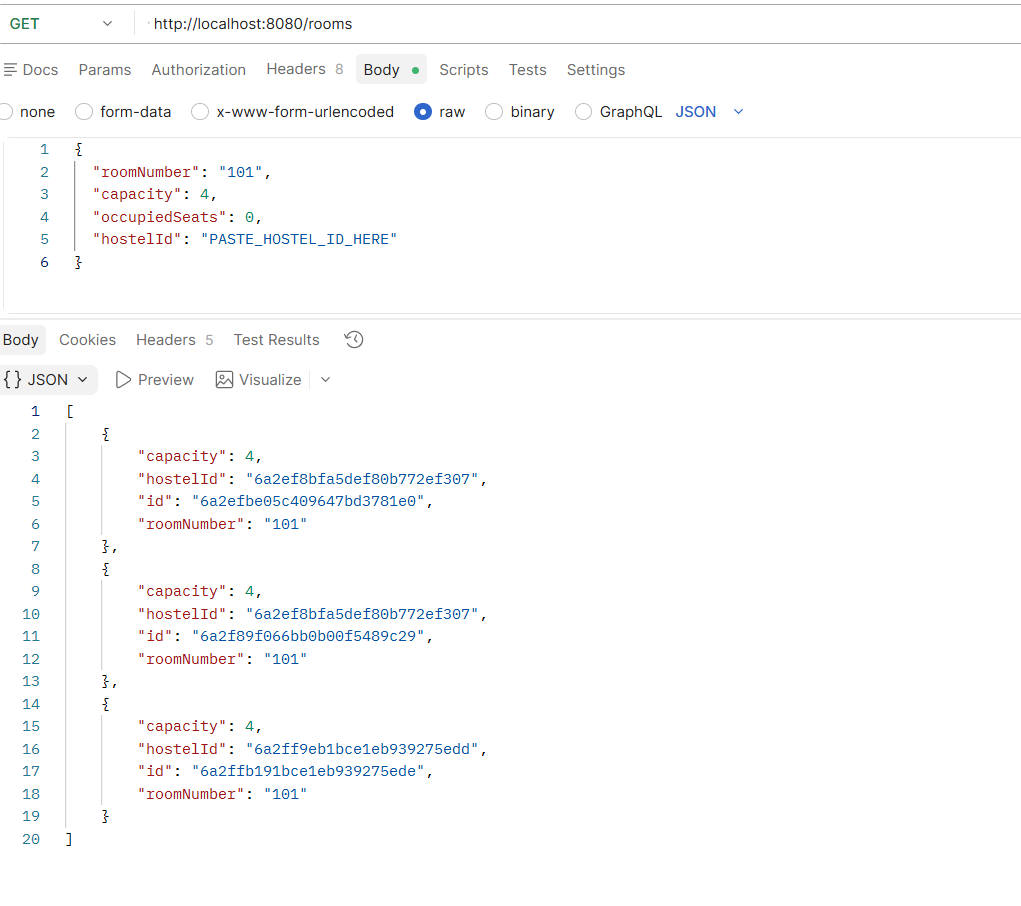 GET http://localhost:8080/rooms
Docs Params Authorization Headers 8 Body Scripts Tests Settings
none form-data x-www-form-urlencoded raw binary GraphQL JSON
1 {
2 "roomNumber": "101",
3 "capacity": 4,
4 "occupiedSeats": 0,
5 "hostelId": "PASTE_HOSTEL_ID_HERE"
6 }
Body Cookies Headers 5 Test Results
{} JSON Preview Visualize
1 [
2 {
3 "capacity": 4,
4 "hostelId": "6a2ef8bfa5def80b772ef307",
5 "id": "6a2efbe05c409647bd3781e0",
6 "roomNumber": "101"
7 },
8 {
9 "capacity": 4,
10 "hostelId": "6a2ef8bfa5def80b772ef307",
11 "id": "6a2f89f066bb0b00f5489c29",
12 "roomNumber": "101"
13 },
14 {
15 "capacity": 4,
16 "hostelId": "6a2ff9eb1bce1eb939275edd",
17 "id": "6a2ffb191bce1eb939275ede",
18 "roomNumber": "101"
19 }
20 ]